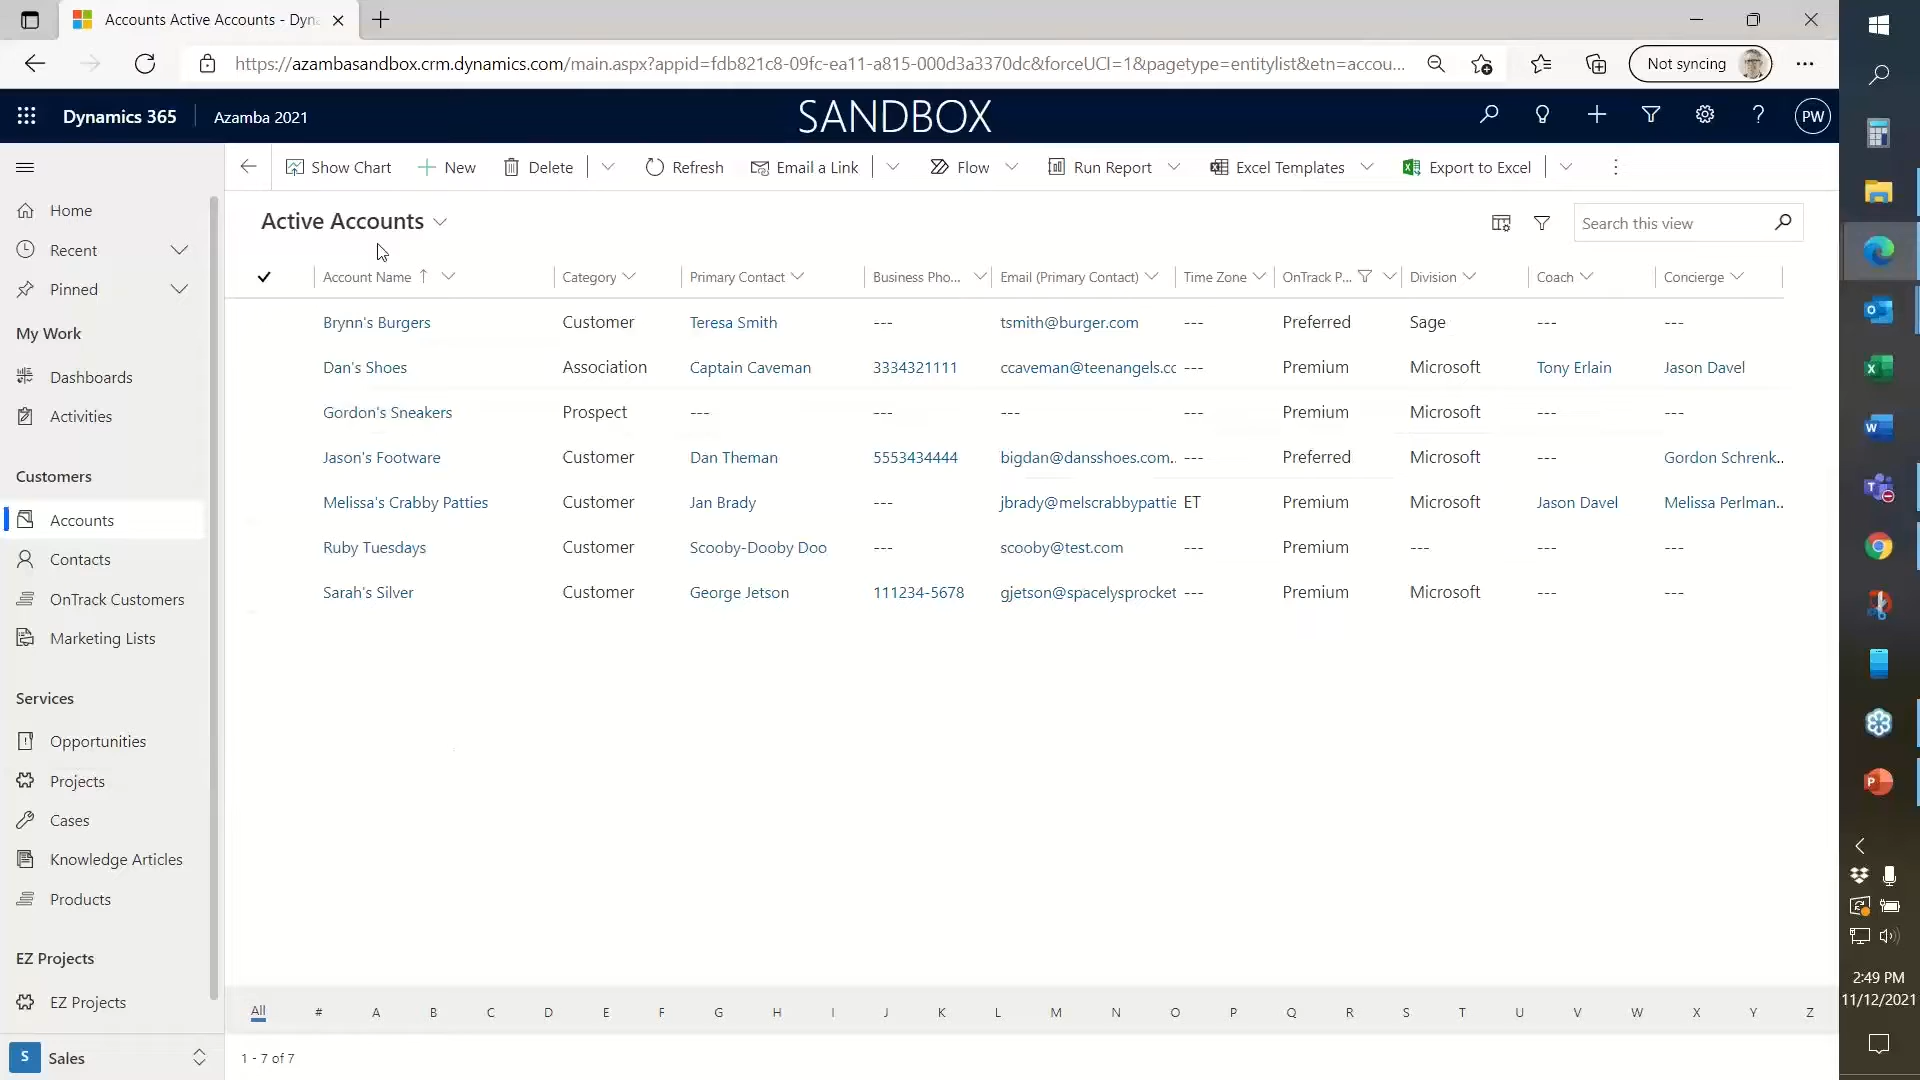 Accounts Active Accounts - Dyn
https://azambasandbox.crm.dynamics.com/main.aspx?appid=fdb821c8-09fc-ea11-a815-000d3a3370dc&forceUCI=1&pagetype=entitylist&etn=accou...
Not syncing
Dynamics 365
Azamba 2021
SANDBOX
PW
Show Chart
New
Delete
Refresh
Email a Link
Flow
Run Report
Excel Templates
Export to Excel
Home
Recent
Pinned
My Work
Dashboards
Activities
Customers
Accounts
Contacts
OnTrack Customers
Marketing Lists
Services
Opportunities
Projects
Cases
Knowledge Articles
Products
EZ Projects
EZ Projects
S Sales
Active Accounts
Search this view
Account Name ↑ Category Primary Contact Business Pho... Email (Primary Contact) Time Zone OnTrack P... Division Coach Concierge
Brynn's Burgers Customer Teresa Smith --- tsmith@burger.com --- Preferred Sage --- ---
Dan's Shoes Association Captain Caveman 3334321111 ccaveman@teenangels.cc --- Premium Microsoft Tony Erlain Jason Davel
Gordon's Sneakers Prospect --- --- --- --- Premium Microsoft --- ---
Jason's Footware Customer Dan Theman 5553434444 bigdan@dansshoes.com.. --- Preferred Microsoft --- Gordon Schrenk..
Melissa's Crabby Patties Customer Jan Brady --- jbrady@melscrabbypattie ET Premium Microsoft Jason Davel Melissa Perlman..
Ruby Tuesdays Customer Scooby-Dooby Doo --- scooby@test.com --- Premium --- --- ---
Sarah's Silver Customer George Jetson 111234-5678 gjetson@spacelysprocket --- Premium Microsoft --- ---
All # A B C D E F G H I J K L M N O P Q R S T U V W X Y Z
1 - 7 of 7
2:49 PM
11/12/2021